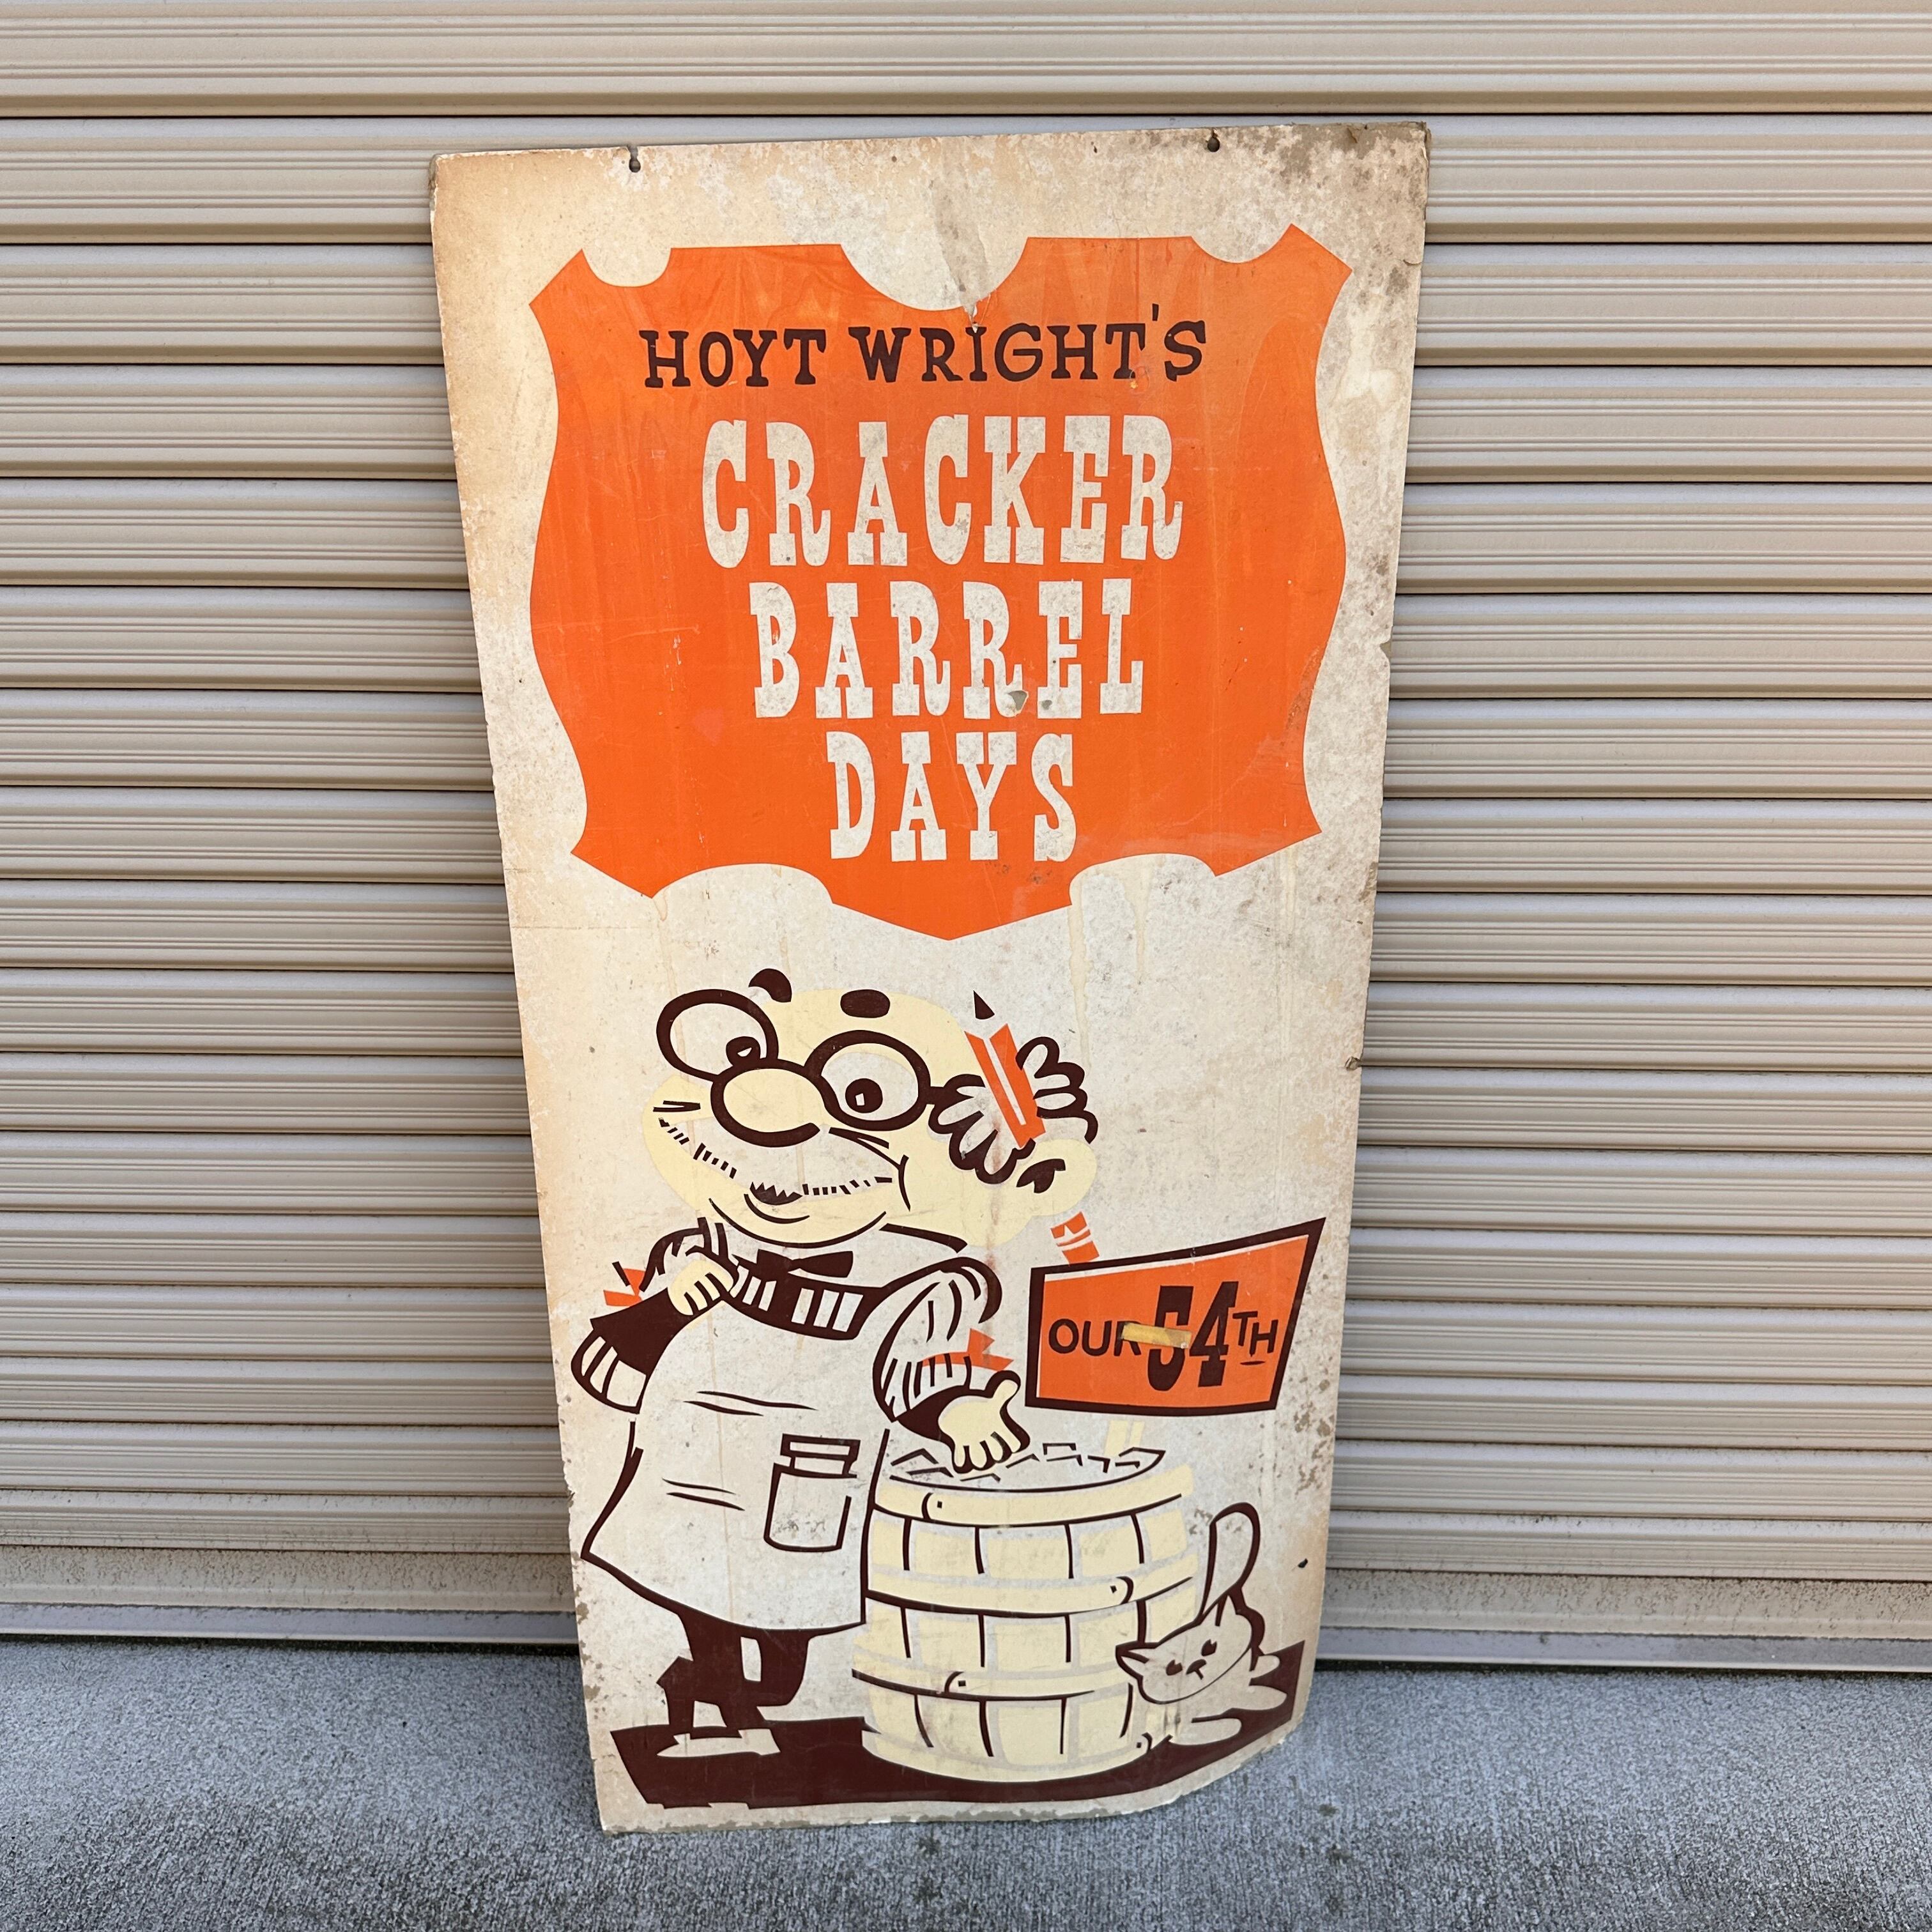 HOYT WRIGHT'S
CRACKER
BARREL
DAYS
OUR 54TH